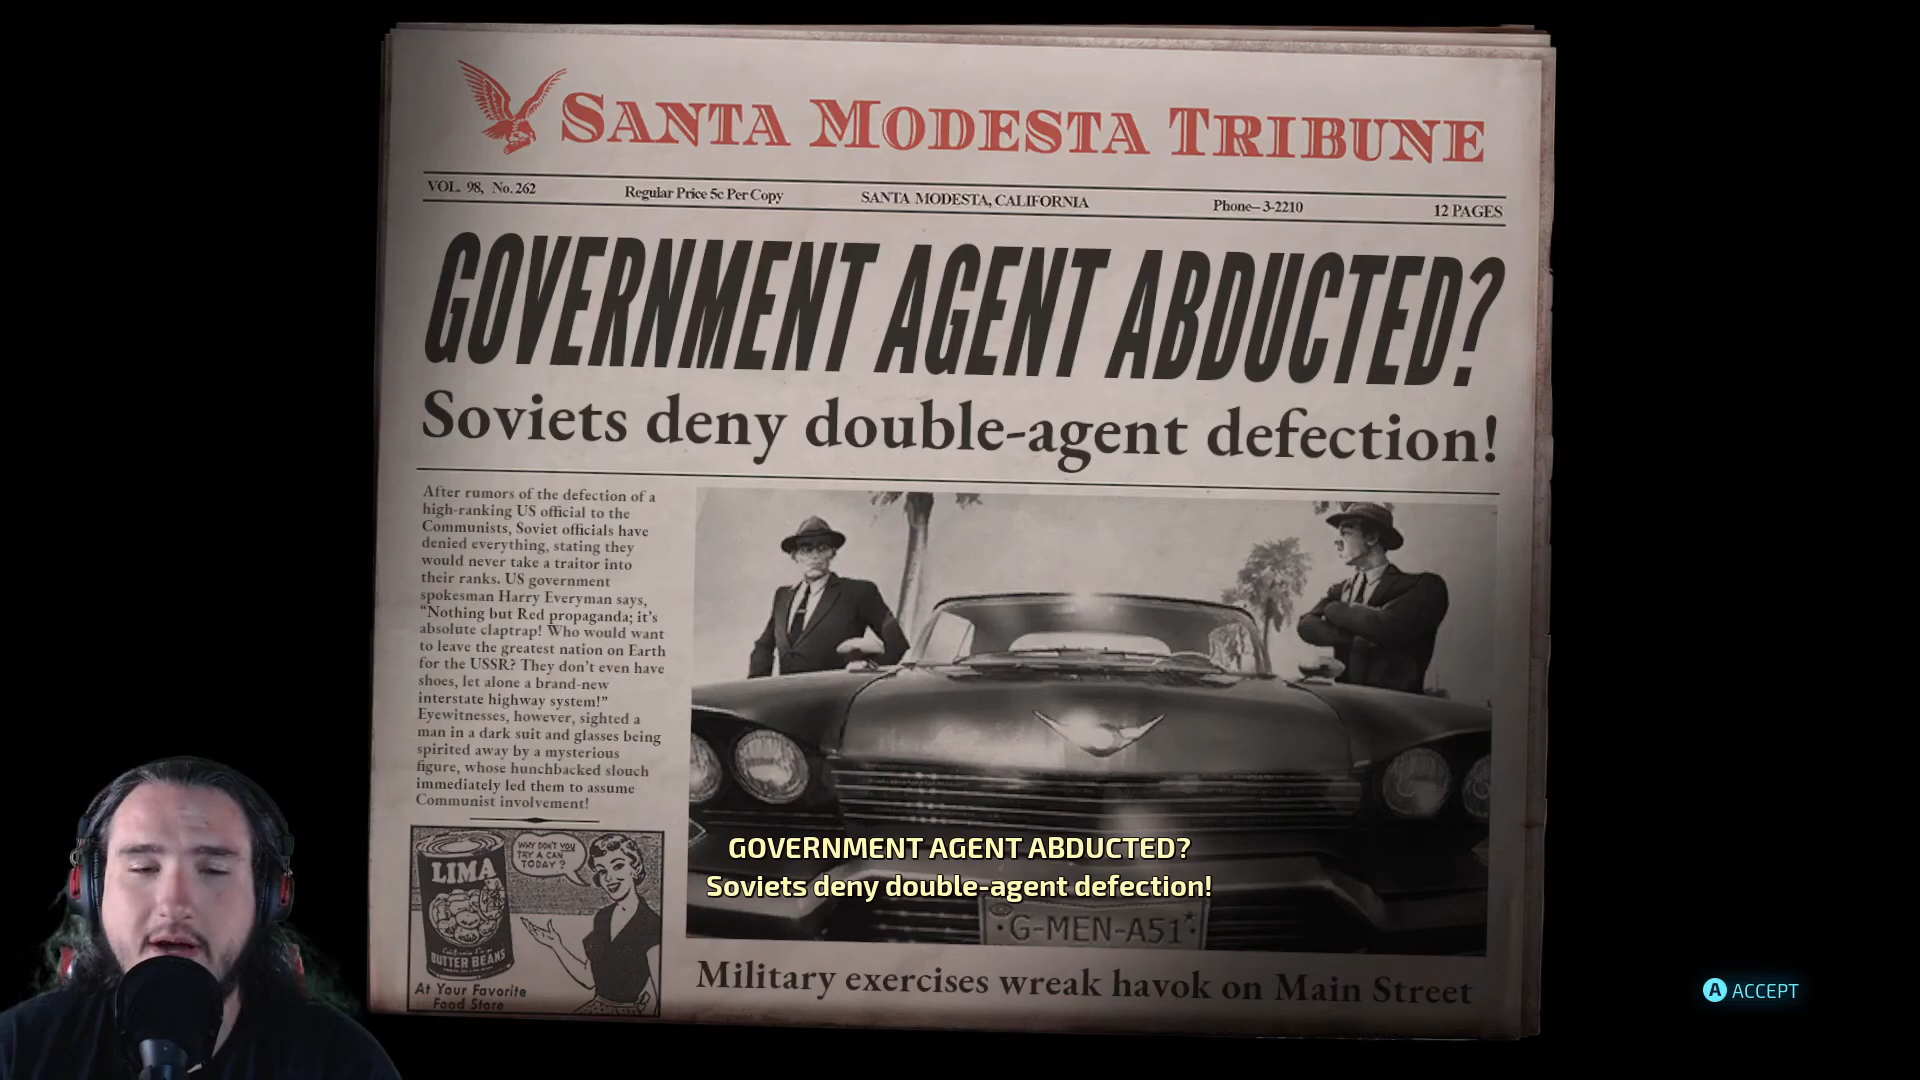 SANTA MODESTA TRIBUNE
VOL. 98, No. 262 Regular Price 5c Per Copy SANTA MODESTA, CALIFORNIA Phone–3-2210 12 PAGES
GOVERNMENT AGENT ABDUCTED?
Soviets deny double-agent defection!
After rumors of the defection of a
high-ranking US official to the
Communists, Soviet officials have
denied everything, stating they
would never take a traitor into
their ranks. US government
spokesman Harry Everyman says,
“Nothing but Red propaganda; it’s
absolute claptrap! Who would want
to leave the greatest nation on Earth
for the USSR? They don’t even have
shoes, let alone a brand-new
interstate highway system!”
Eyewitnesses, however, sighted a
man in a dark suit and glasses being
spirited away by a mysterious
figure, whose hunchbacked slouch
immediately led them to assume
Communist involvement!
WHY DON'T YOU
TRY A CAN
TODAY?
LIMA
BUTTER BEANS
At Your Favorite
Food Store
GOVERNMENT AGENT ABDUCTED?
Soviets deny double-agent defection!
G-MEN-A51
Military exercises wreak havok on Main Street
A ACCEPT